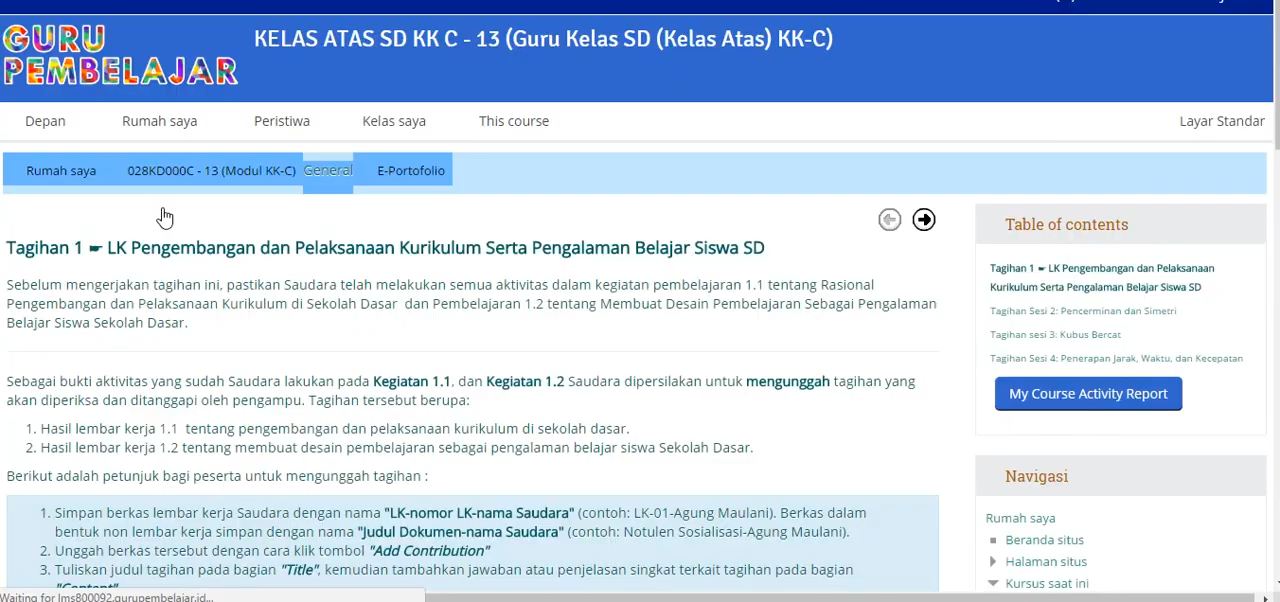 GURU
PEMBELAJAR
KELAS ATAS SD KK C - 13 (Guru Kelas SD (Kelas Atas) KK-C)
Depan Rumah saya Peristiwa Kelas saya This course Layar Standar
Rumah saya 028KD000C - 13 (Modul KK-C) General E-Portofolio
Tagihan 1 ☛ LK Pengembangan dan Pelaksanaan Kurikulum Serta Pengalaman Belajar Siswa SD
Sebelum mengerjakan tagihan ini, pastikan Saudara telah melakukan semua aktivitas dalam kegiatan pembelajaran 1.1 tentang Rasional
Pengembangan dan Pelaksanaan Kurikulum di Sekolah Dasar dan Pembelajaran 1.2 tentang Membuat Desain Pembelajaran Sebagai Pengalaman
Belajar Siswa Sekolah Dasar.
Sebagai bukti aktivitas yang sudah Saudara lakukan pada Kegiatan 1.1, dan Kegiatan 1.2 Saudara dipersilakan untuk mengunggah tagihan yang
akan diperiksa dan ditanggapi oleh pengampu. Tagihan tersebut berupa:
1. Hasil lembar kerja 1.1 tentang pengembangan dan pelaksanaan kurikulum di sekolah dasar.
2. Hasil lembar kerja 1.2 tentang membuat desain pembelajaran sebagai pengalaman belajar siswa Sekolah Dasar.
Berikut adalah petunjuk bagi peserta untuk mengunggah tagihan :
1. Simpan berkas lembar kerja Saudara dengan nama "LK-nomor LK-nama Saudara" (contoh: LK-01-Agung Maulani). Berkas dalam
bentuk non lembar kerja simpan dengan nama "Judul Dokumen-nama Saudara" (contoh: Notulen Sosialisasi-Agung Maulani).
2. Unggah berkas tersebut dengan cara klik tombol "Add Contribution"
3. Tuliskan judul tagihan pada bagian "Title", kemudian tambahkan jawaban atau penjelasan singkat terkait tagihan pada bagian
"Content"
Table of contents
Tagihan 1 ☛ LK Pengembangan dan Pelaksanaan
Kurikulum Serta Pengalaman Belajar Siswa SD
Tagihan Sesi 2: Pencerminan dan Simetri
Tagihan sesi 3: Kubus Bercat
Tagihan Sesi 4: Penerapan Jarak, Waktu, dan Kecepatan
My Course Activity Report
Navigasi
Rumah saya
Beranda situs
Halaman situs
Kursus saat ini
Waiting for lms800092.gurupembelajar.id...